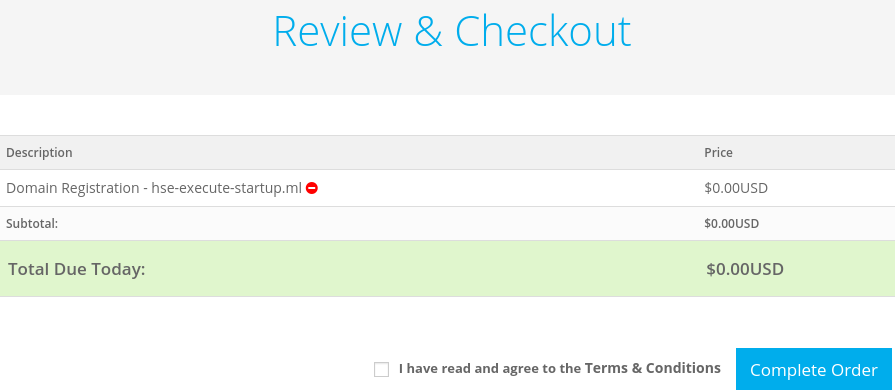 Review & Checkout
Description Price
Domain Registration - hse-execute-startup.ml $0.00USD
Subtotal: $0.00USD
Total Due Today: $0.00USD
I have read and agree to the Terms & Conditions Complete Order